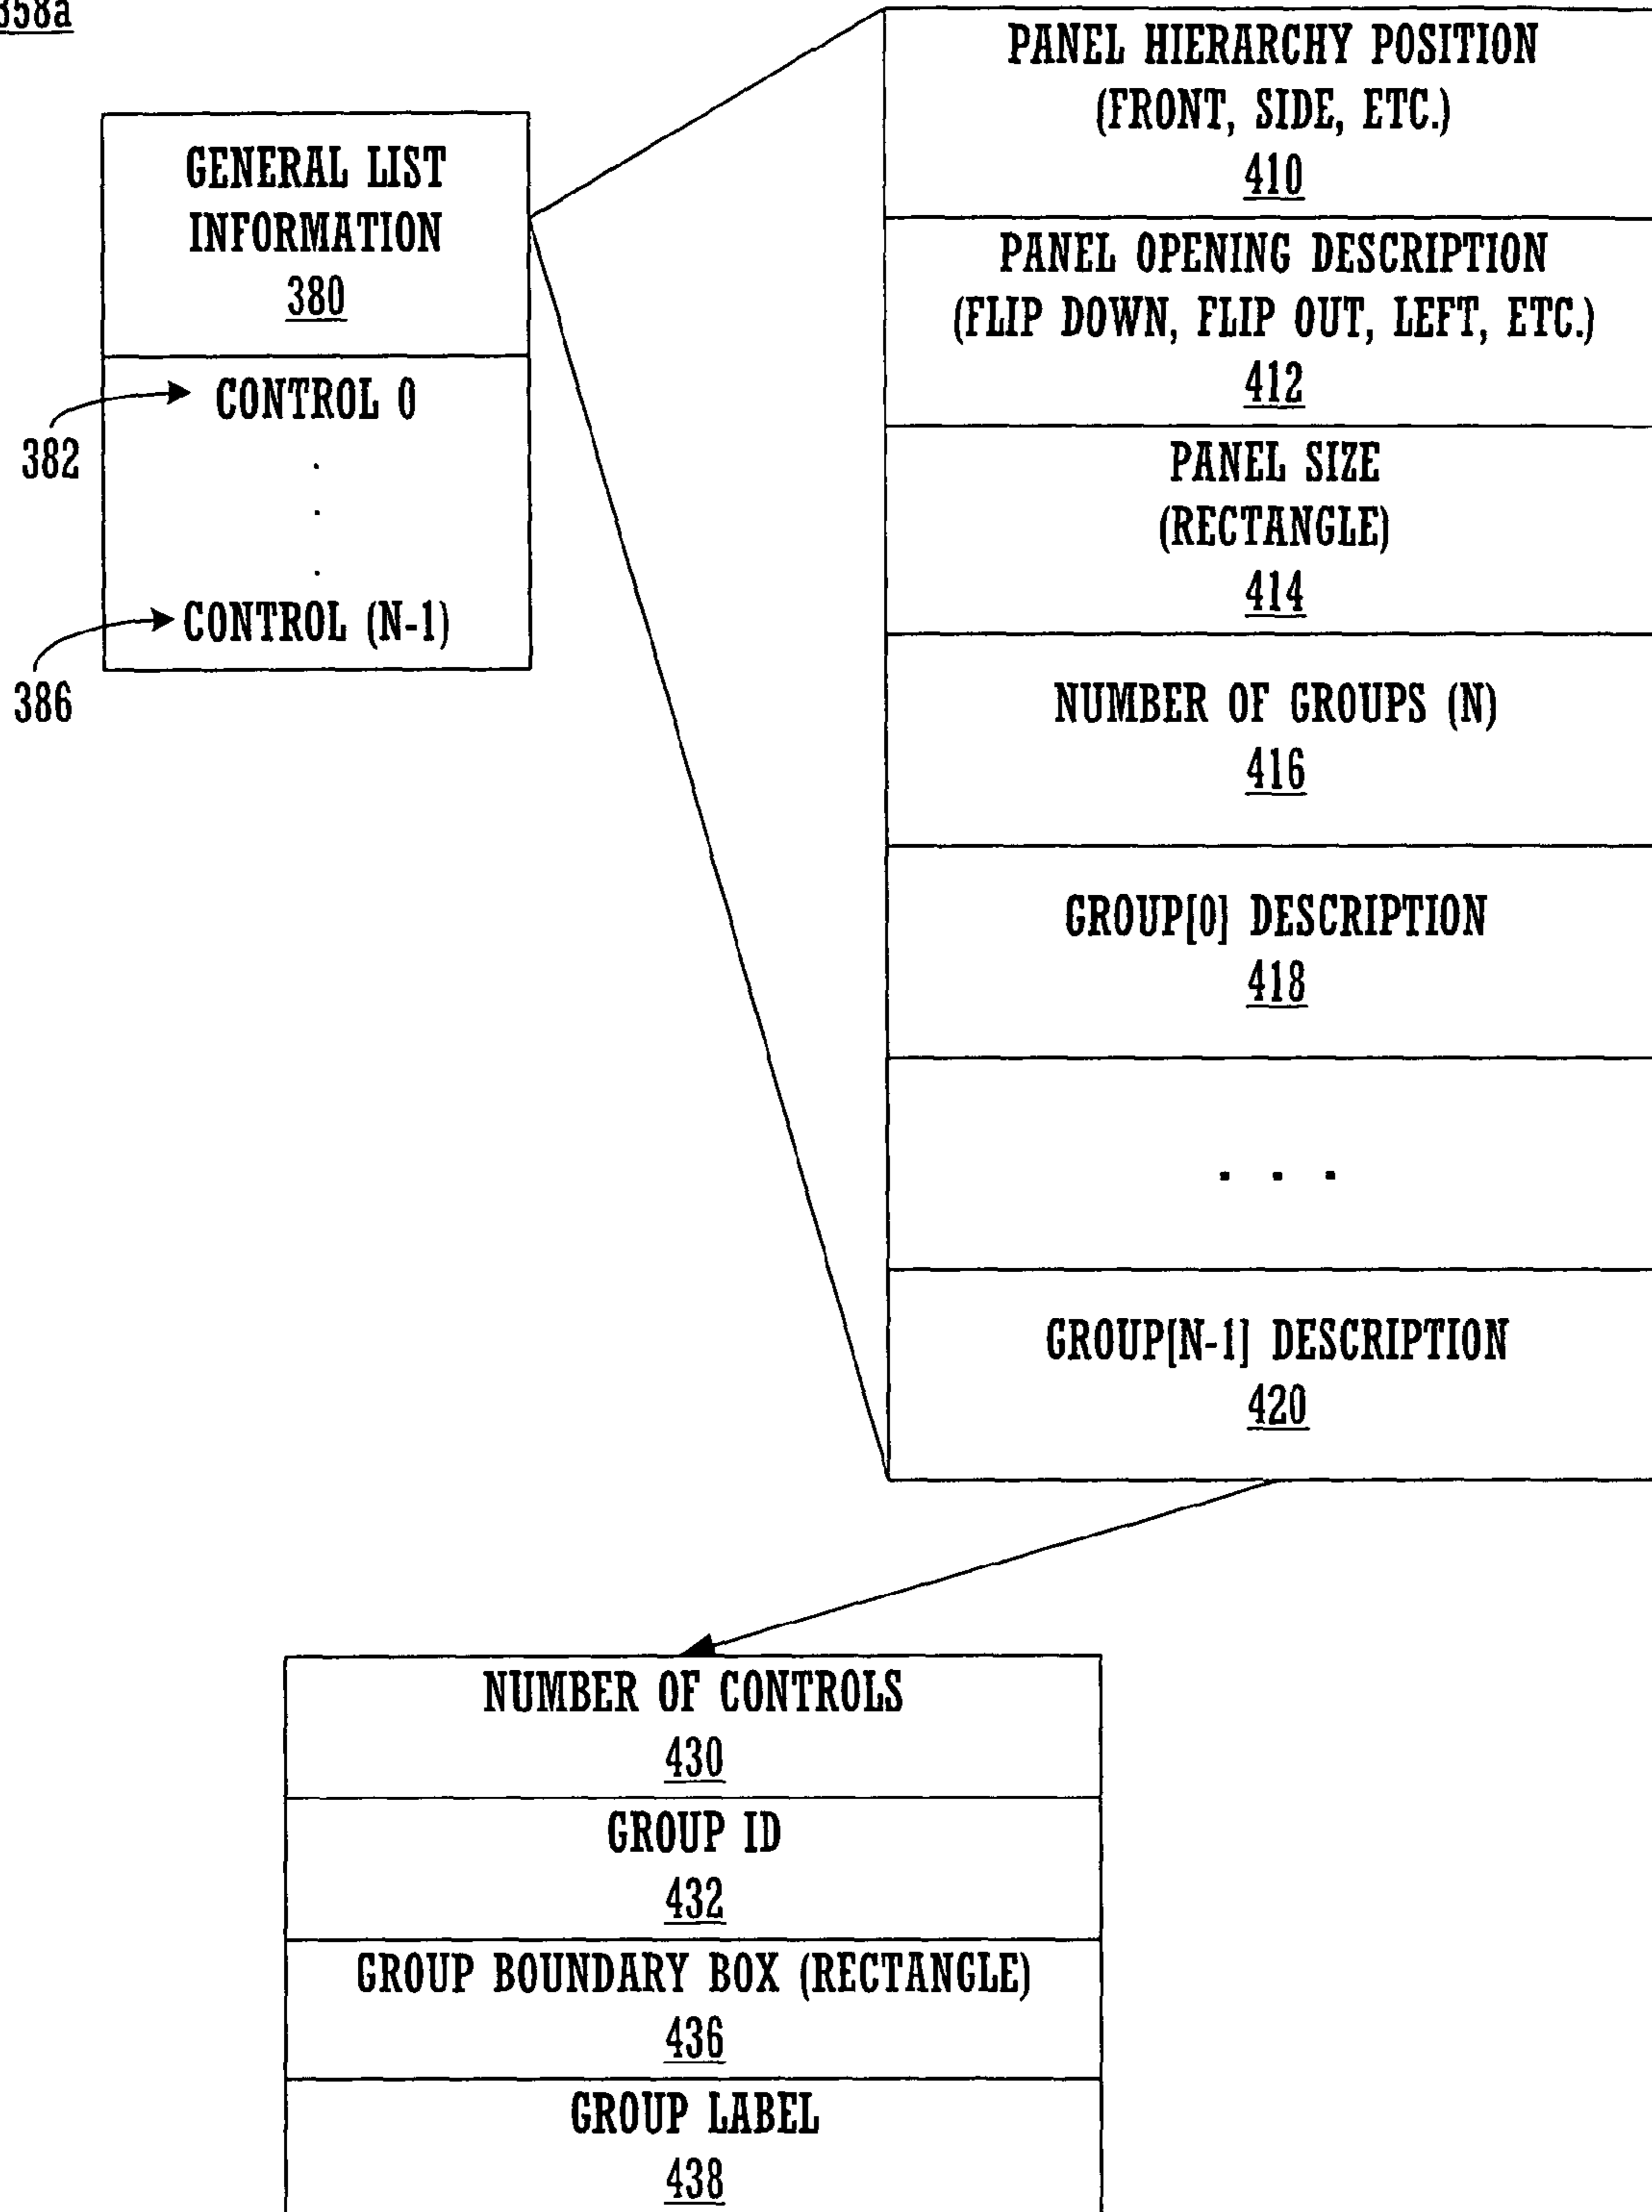 358a
GENERAL LIST
INFORMATION
380
CONTROL 0
.
.
.
CONTROL (N-1)
382
386
PANEL HIERARCHY POSITION
(FRONT, SIDE, ETC.)
410
PANEL OPENING DESCRIPTION
(FLIP DOWN, FLIP OUT, LEFT, ETC.)
412
PANEL SIZE
(RECTANGLE)
414
NUMBER OF GROUPS (N)
416
GROUP[0] DESCRIPTION
418
. . .
GROUP[N-1] DESCRIPTION
420
NUMBER OF CONTROLS
430
GROUP ID
432
GROUP BOUNDARY BOX (RECTANGLE)
436
GROUP LABEL
438